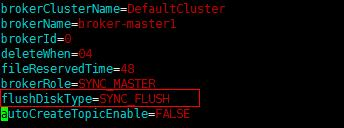 brokerClusterName=DefaultCluster
brokerName=broker-master1
brokerId=0
deleteWhen=04
fileReservedTime=48
brokerRole=SYNC_MASTER
flushDiskType=SYNC_FLUSH
autoCreateTopicEnable=FALSE